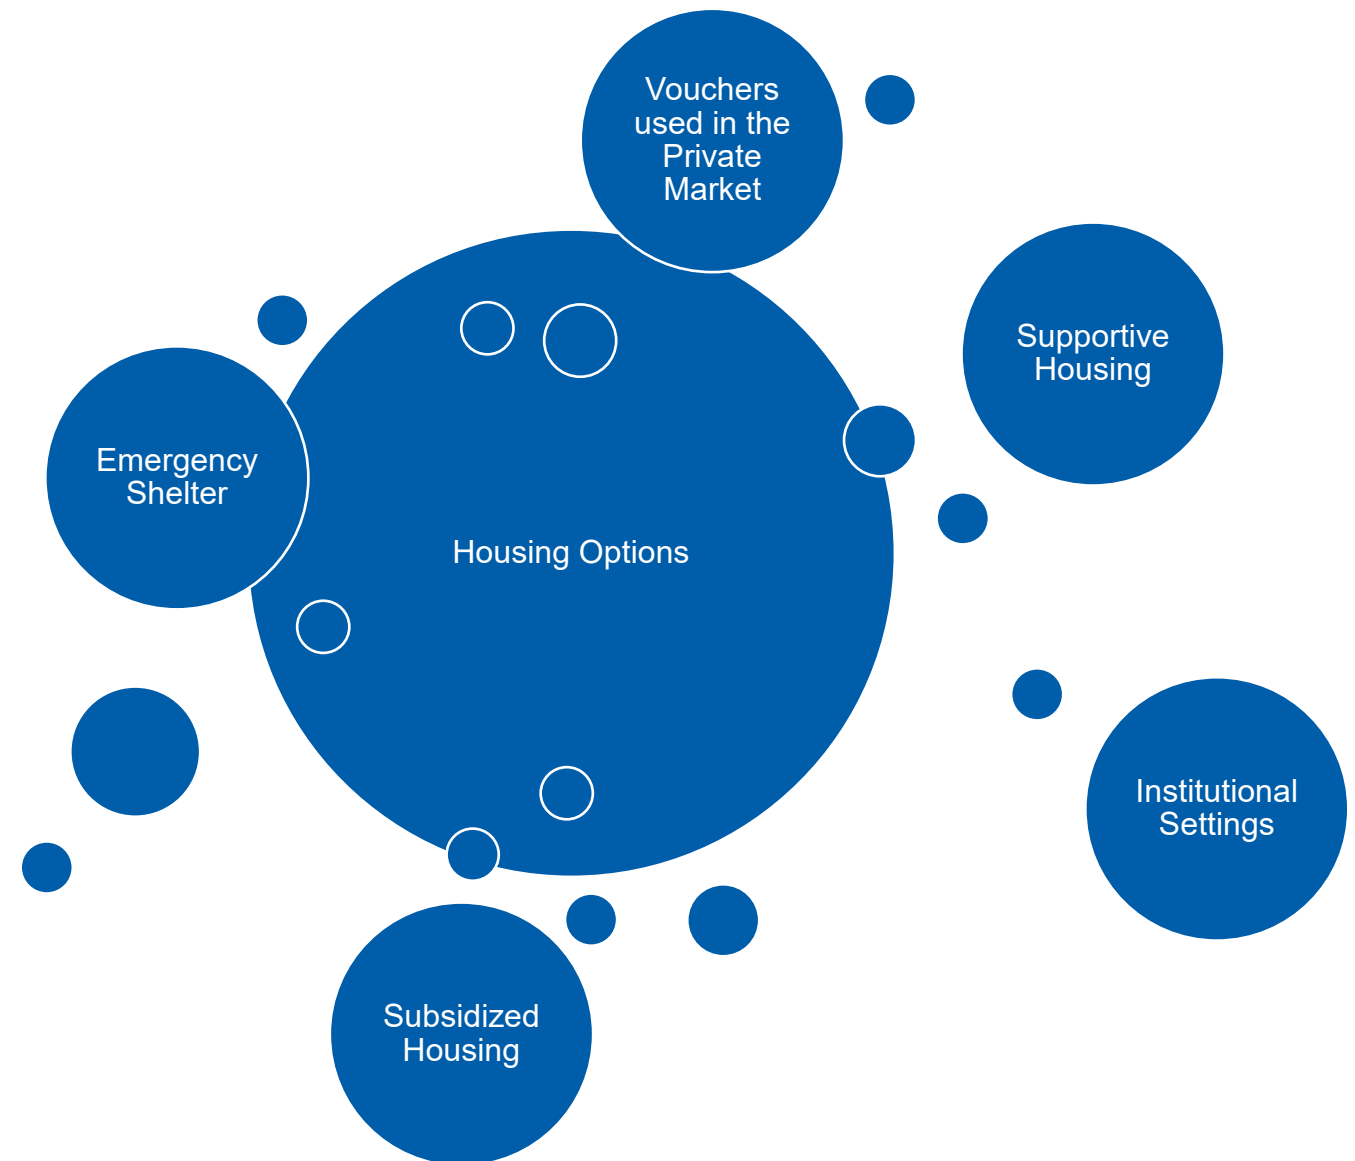 Vouchers
used in the
Private
Market
Supportive
Housing
Emergency
Shelter
Housing Options
Institutional
Settings
Subsidized
Housing